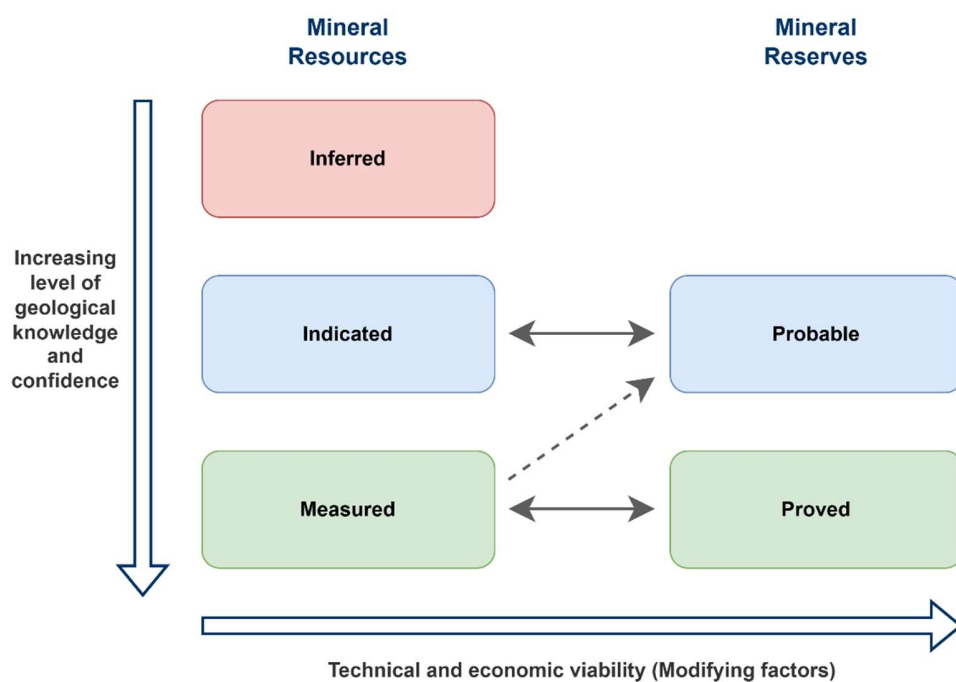 Mineral
Resources
Mineral
Reserves
Inferred
Increasing
level of
geological
knowledge
and
confidence
Indicated
Probable
Measured
Proved
Technical and economic viability (Modifying factors)